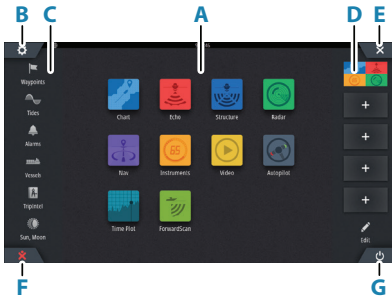 B C A D E
Waypoints
Tides
Alarms
Vessels
TripIntel
Sun, Moon
Chart Echo Structure Radar
65
Nav Instruments Video Autopilot
Time Plot ForwardScan
+
+
+
+
Edit
F G